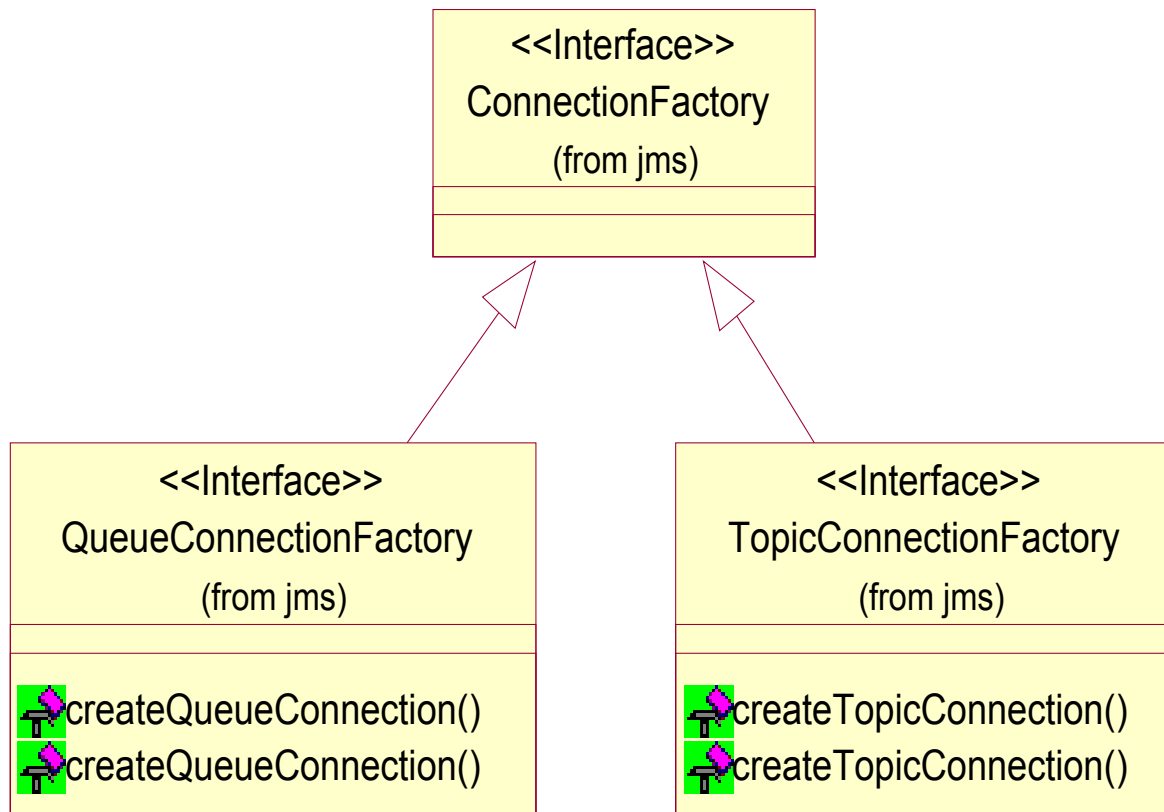 <<Interface>>
ConnectionFactory
(from jms)
<<Interface>>
QueueConnectionFactory
(from jms)
createQueueConnection()
createQueueConnection()
<<Interface>>
TopicConnectionFactory
(from jms)
createTopicConnection()
createTopicConnection()